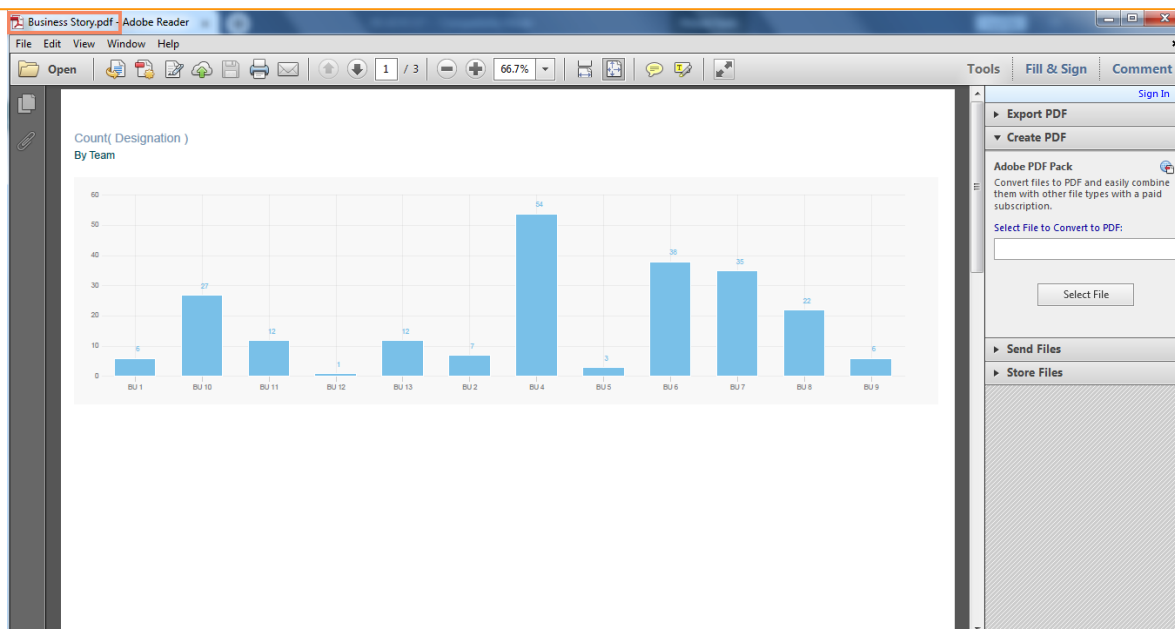 Business Story.pdf - Adobe Reader
File Edit View Window Help
Open 1 / 3 66.7% Tools Fill & Sign Comment
Sign In
Export PDF
Create PDF
Adobe PDF Pack
Convert files to PDF and easily combine
them with other file types with a paid
subscription.
Select File to Convert to PDF:
Select File
Send Files
Store Files
Count( Designation )
By Team
60
50
40
30
20
10
0
6 27 12 1 12 7 54 3 38 35 22 6
BU 1 BU 10 BU 11 BU 12 BU 13 BU 2 BU 4 BU 5 BU 6 BU 7 BU 8 BU 9